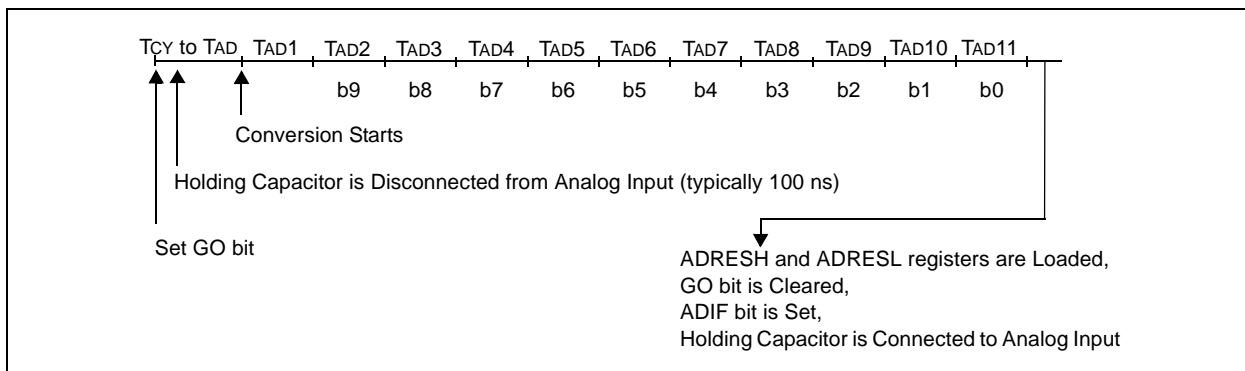 TCY to TAD TAD1 TAD2 TAD3 TAD4 TAD5 TAD6 TAD7 TAD8 TAD9 TAD10 TAD11
b9 b8 b7 b6 b5 b4 b3 b2 b1 b0
Conversion Starts
Holding Capacitor is Disconnected from Analog Input (typically 100 ns)
Set GO bit
ADRESH and ADRESL registers are Loaded,
GO bit is Cleared,
ADIF bit is Set,
Holding Capacitor is Connected to Analog Input